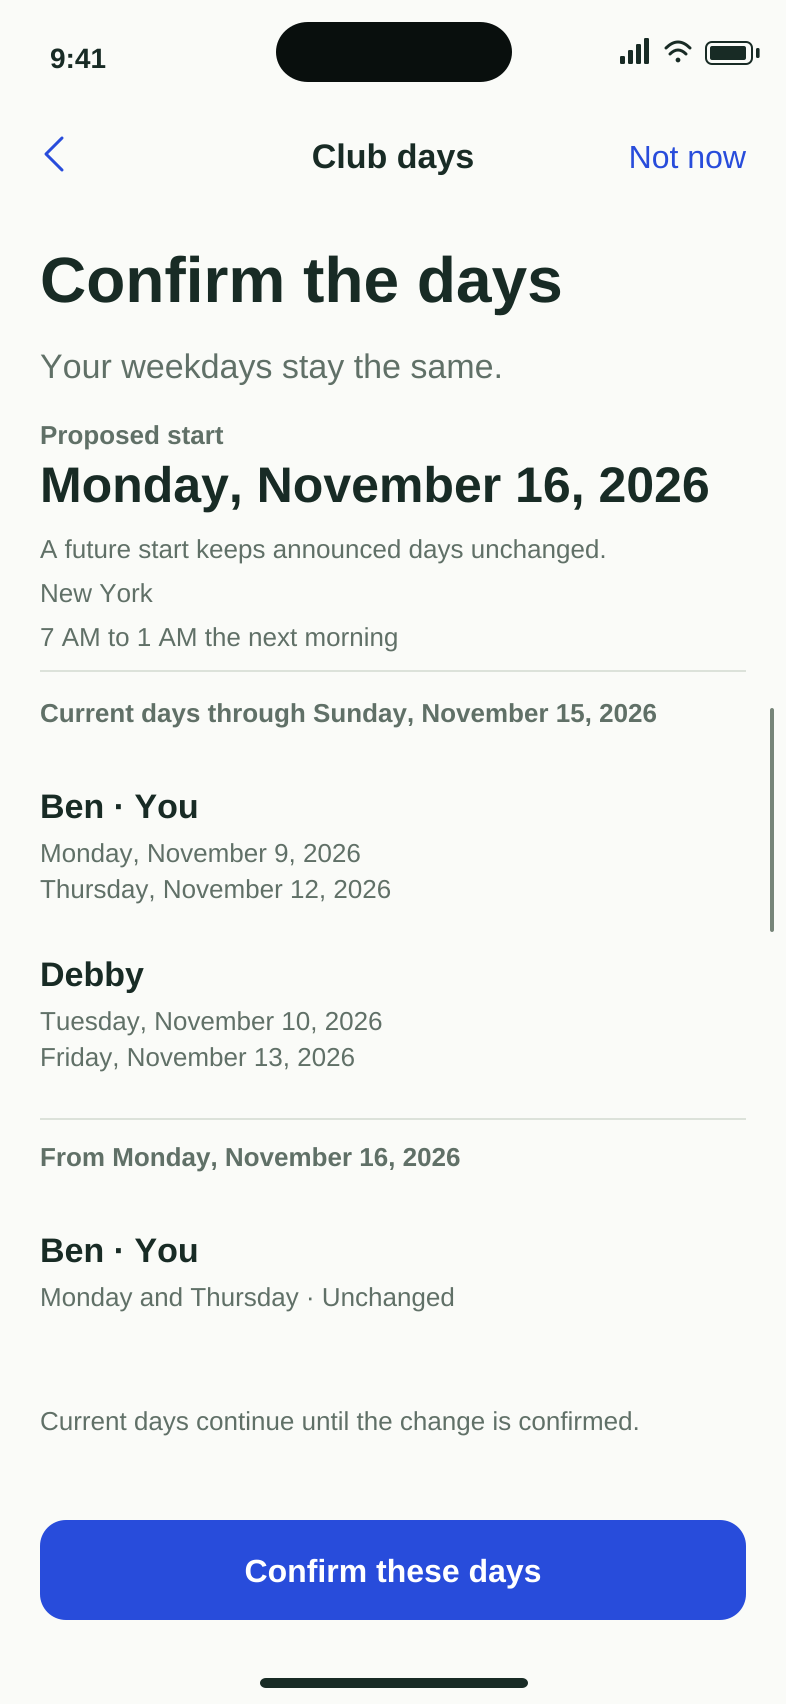 9:41
Club days
Not now
Confirm the days
Your weekdays stay the same.
Proposed start
Monday, November 16, 2026
A future start keeps announced days unchanged.
New York
7 AM to 1 AM the next morning
Current days through Sunday, November 15, 2026
Ben · You
Monday, November 9, 2026
Thursday, November 12, 2026
Debby
Tuesday, November 10, 2026
Friday, November 13, 2026
From Monday, November 16, 2026
Ben · You
Monday and Thursday · Unchanged
Current days continue until the change is confirmed.
Confirm these days